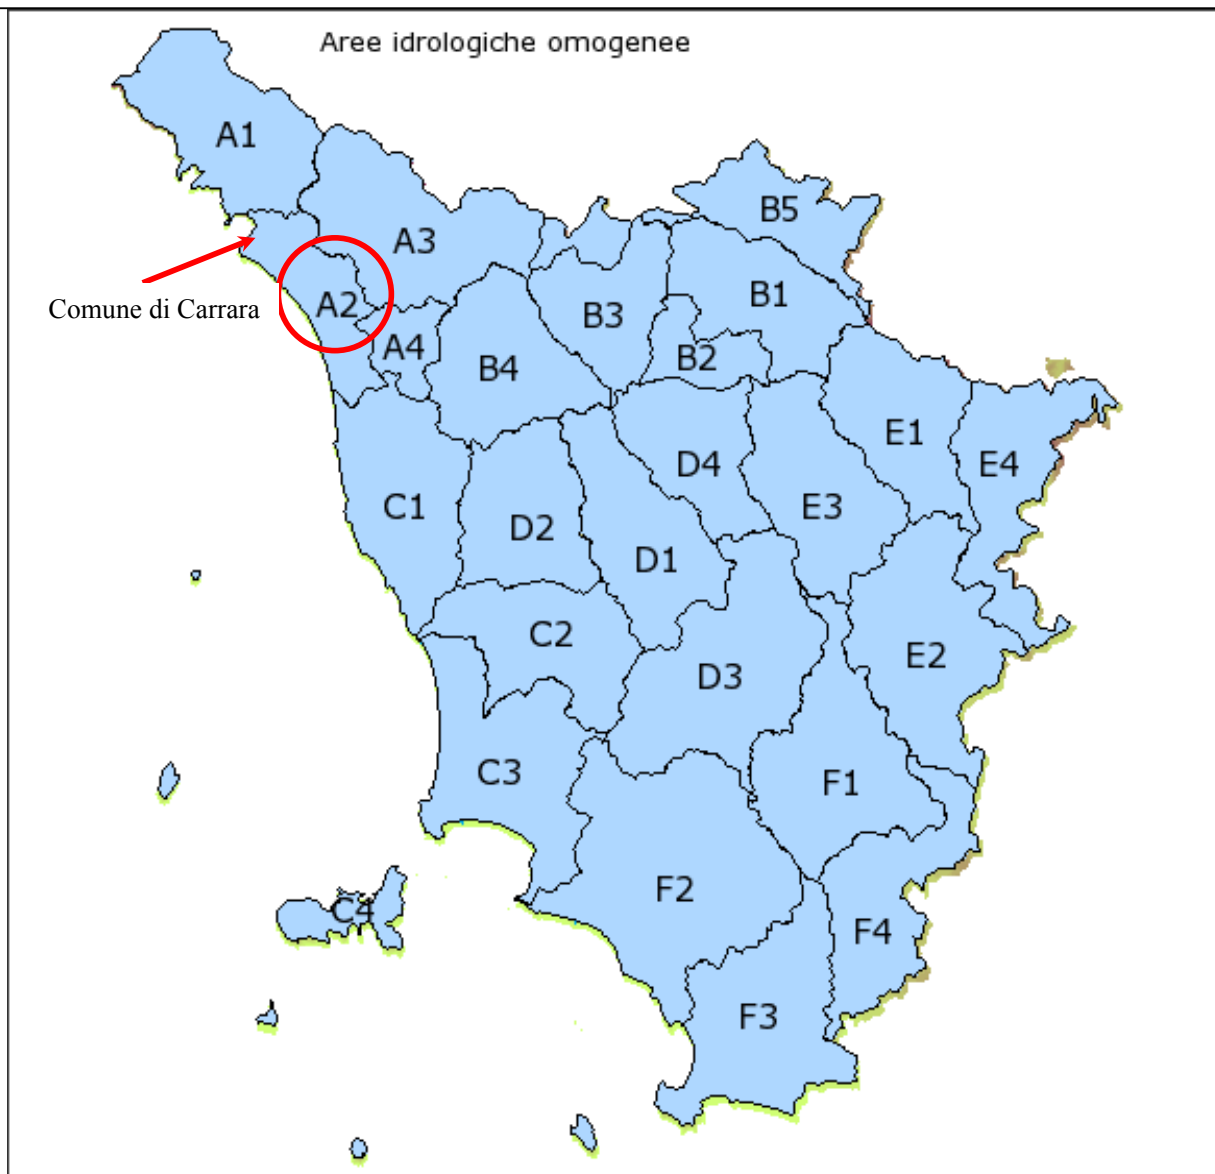 Aree idrologiche omogenee
A1
B5
A3
Comune di Carrara
A2
B1
B3
A4
B2
B4
E1
D4
E4
C1
E3
D2
D1
C2
E2
D3
C3
F1
F2
C4
F4
F3